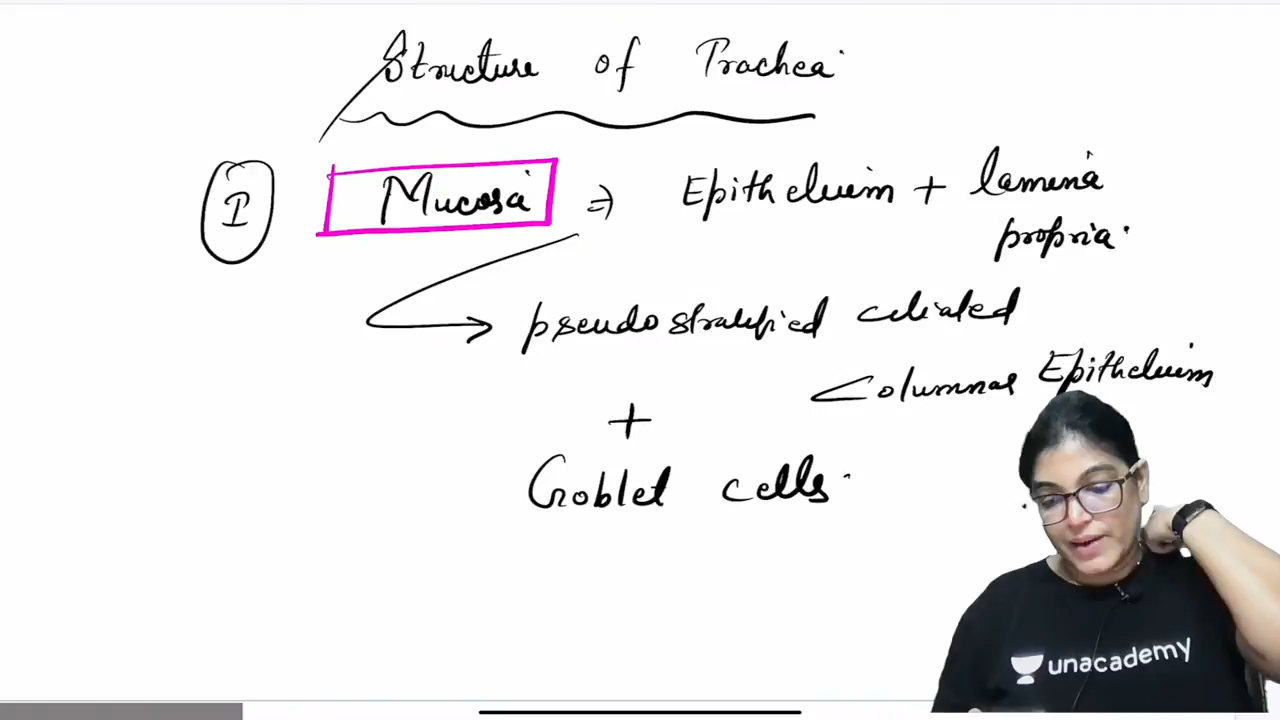 Structure of Trachea
I Mucosa ⇒ Epithelium + lamina
propria.
pseudostratified ciliated
Columnar Epithelium
+
Goblet cells.
unacademy